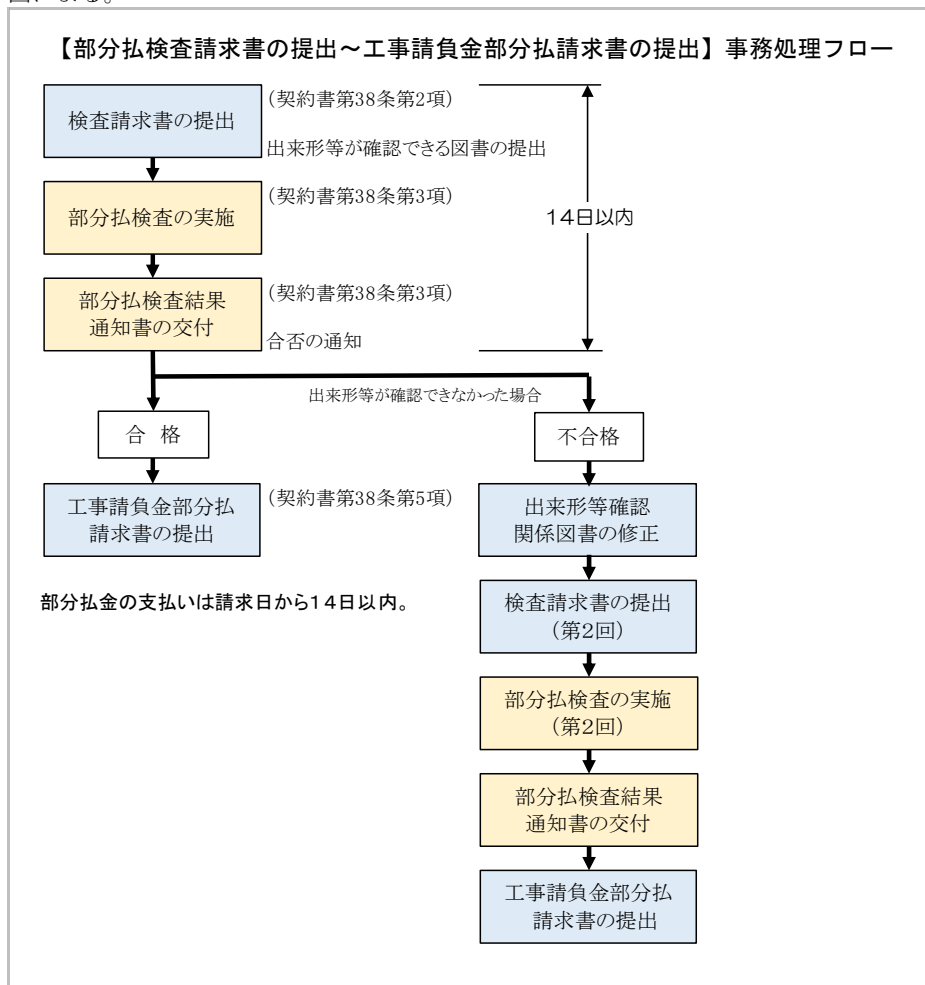 【部分払検査請求書の提出～工事請負金部分払請求書の提出】事務処理フロー
検査請求書の提出
(契約書第38条第2項)
出来形等が確認できる図書の提出
部分払検査の実施
(契約書第38条第3項)
14日以内
部分払検査結果
通知書の交付
(契約書第38条第3項)
合否の通知
出来形等が確認できなかった場合
合 格
不合格
工事請負金部分払
請求書の提出
(契約書第38条第5項)
出来形等確認
関係図書の修正
部分払金の支払いは請求日から14日以内。
検査請求書の提出
(第2回)
部分払検査の実施
(第2回)
部分払検査結果
通知書の交付
工事請負金部分払
請求書の提出